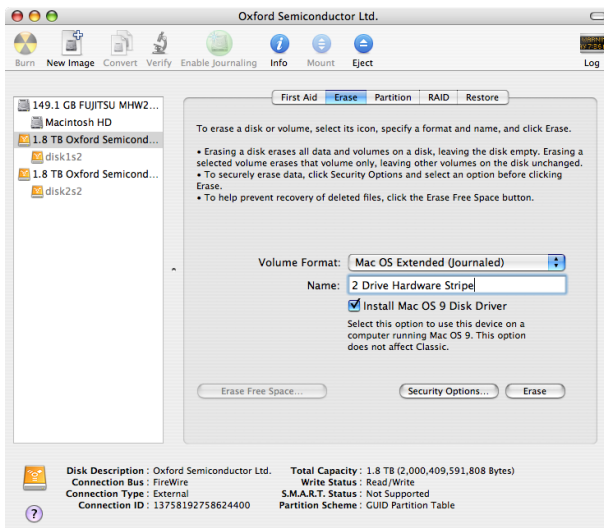 Oxford Semiconductor Ltd.
Burn New Image Convert Verify Enable Journaling Info Mount Eject Log
149.1 GB FUJITSU MHW2...
Macintosh HD
1.8 TB Oxford Semicond...
disk1s2
1.8 TB Oxford Semicond...
disk2s2
First Aid Erase Partition RAID Restore
To erase a disk or volume, select its icon, specify a format and name, and click Erase.
• Erasing a disk erases all data and volumes on a disk, leaving the disk empty. Erasing a
selected volume erases that volume only, leaving other volumes on the disk unchanged.
• To securely erase data, click Security Options and select an option before clicking
Erase.
• To help prevent recovery of deleted files, click the Erase Free Space button.
Volume Format: Mac OS Extended (Journaled)
Name: 2 Drive Hardware Stripe
Install Mac OS 9 Disk Driver
Select this option to use this device on a
computer running Mac OS 9. This option
does not affect Classic.
Erase Free Space... Security Options... Erase
Disk Description : Oxford Semiconductor Ltd. Total Capacity : 1.8 TB (2,000,409,591,808 Bytes)
Connection Bus : FireWire Write Status : Read/Write
Connection Type : External S.M.A.R.T. Status : Not Supported
Connection ID : 13758192758624400 Partition Scheme : GUID Partition Table